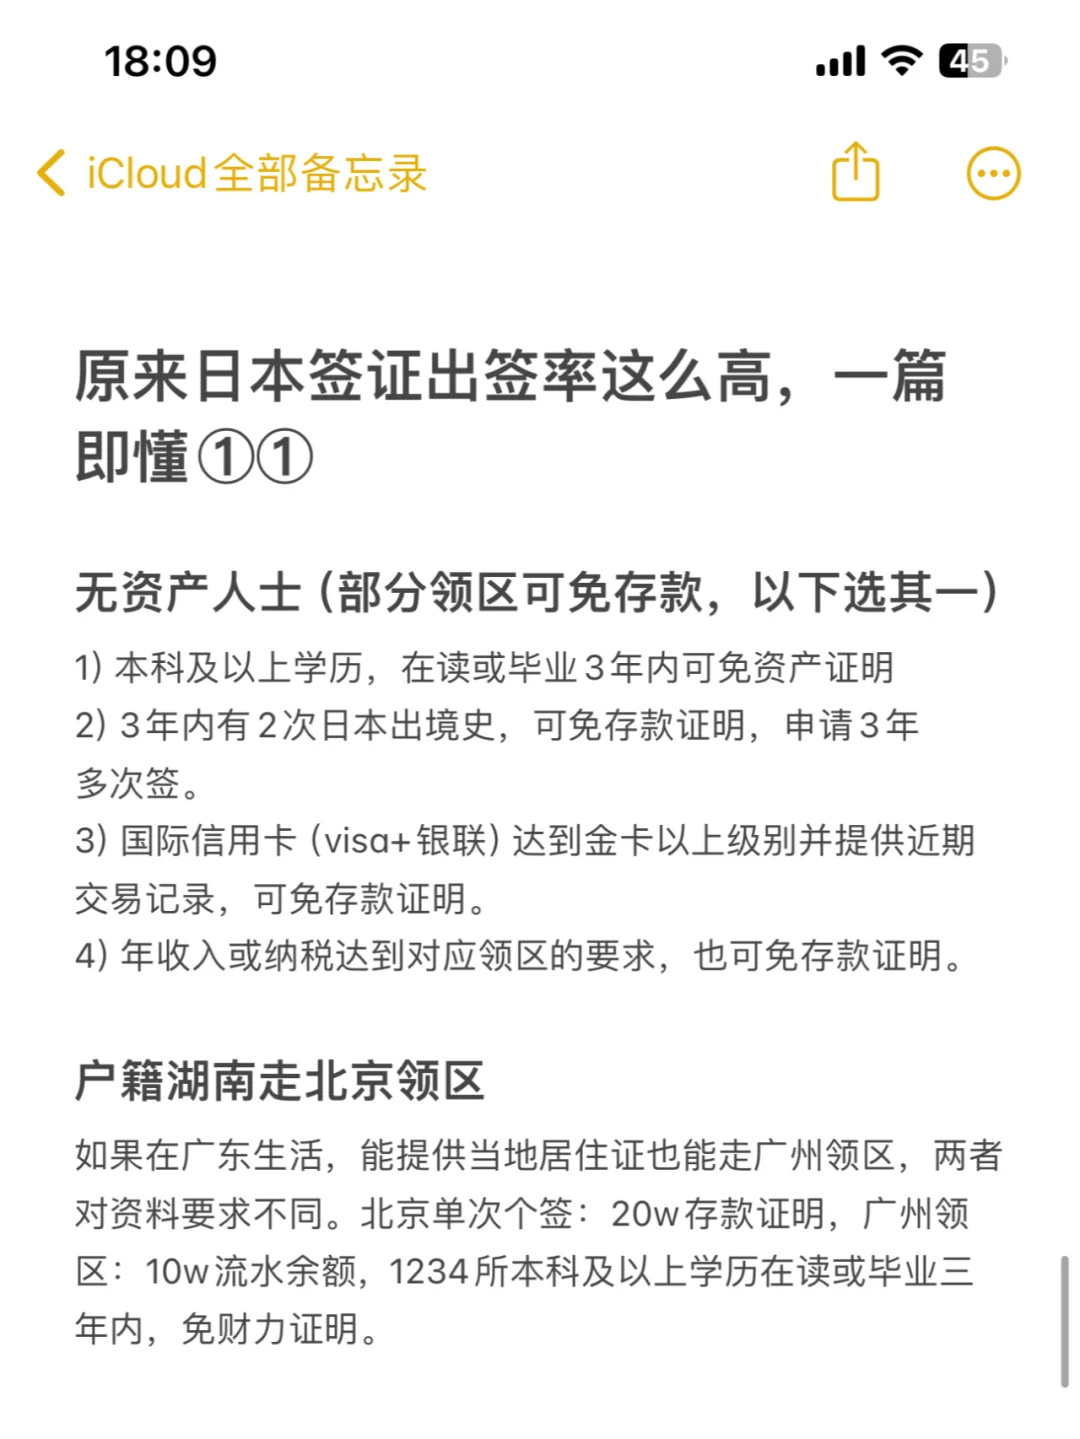 18:09
45
iCloud全部备忘录
原来日本签证出签率这么高，一篇
即懂①①
无资产人士（部分领区可免存款，以下选其一）
1）本科及以上学历，在读或毕业3年内可免资产证明
2）3年内有2次日本出境史，可免存款证明，申请3年
多次签。
3）国际信用卡（visa+银联）达到金卡以上级别并提供近期
交易记录，可免存款证明。
4）年收入或纳税达到对应领区的要求，也可免存款证明。
户籍湖南走北京领区
如果在广东生活，能提供当地居住证也能走广州领区，两者
对资料要求不同。北京单次个签：20w存款证明，广州领
区：10w流水余额，1234所本科及以上学历在读或毕业三
年内，免财力证明。